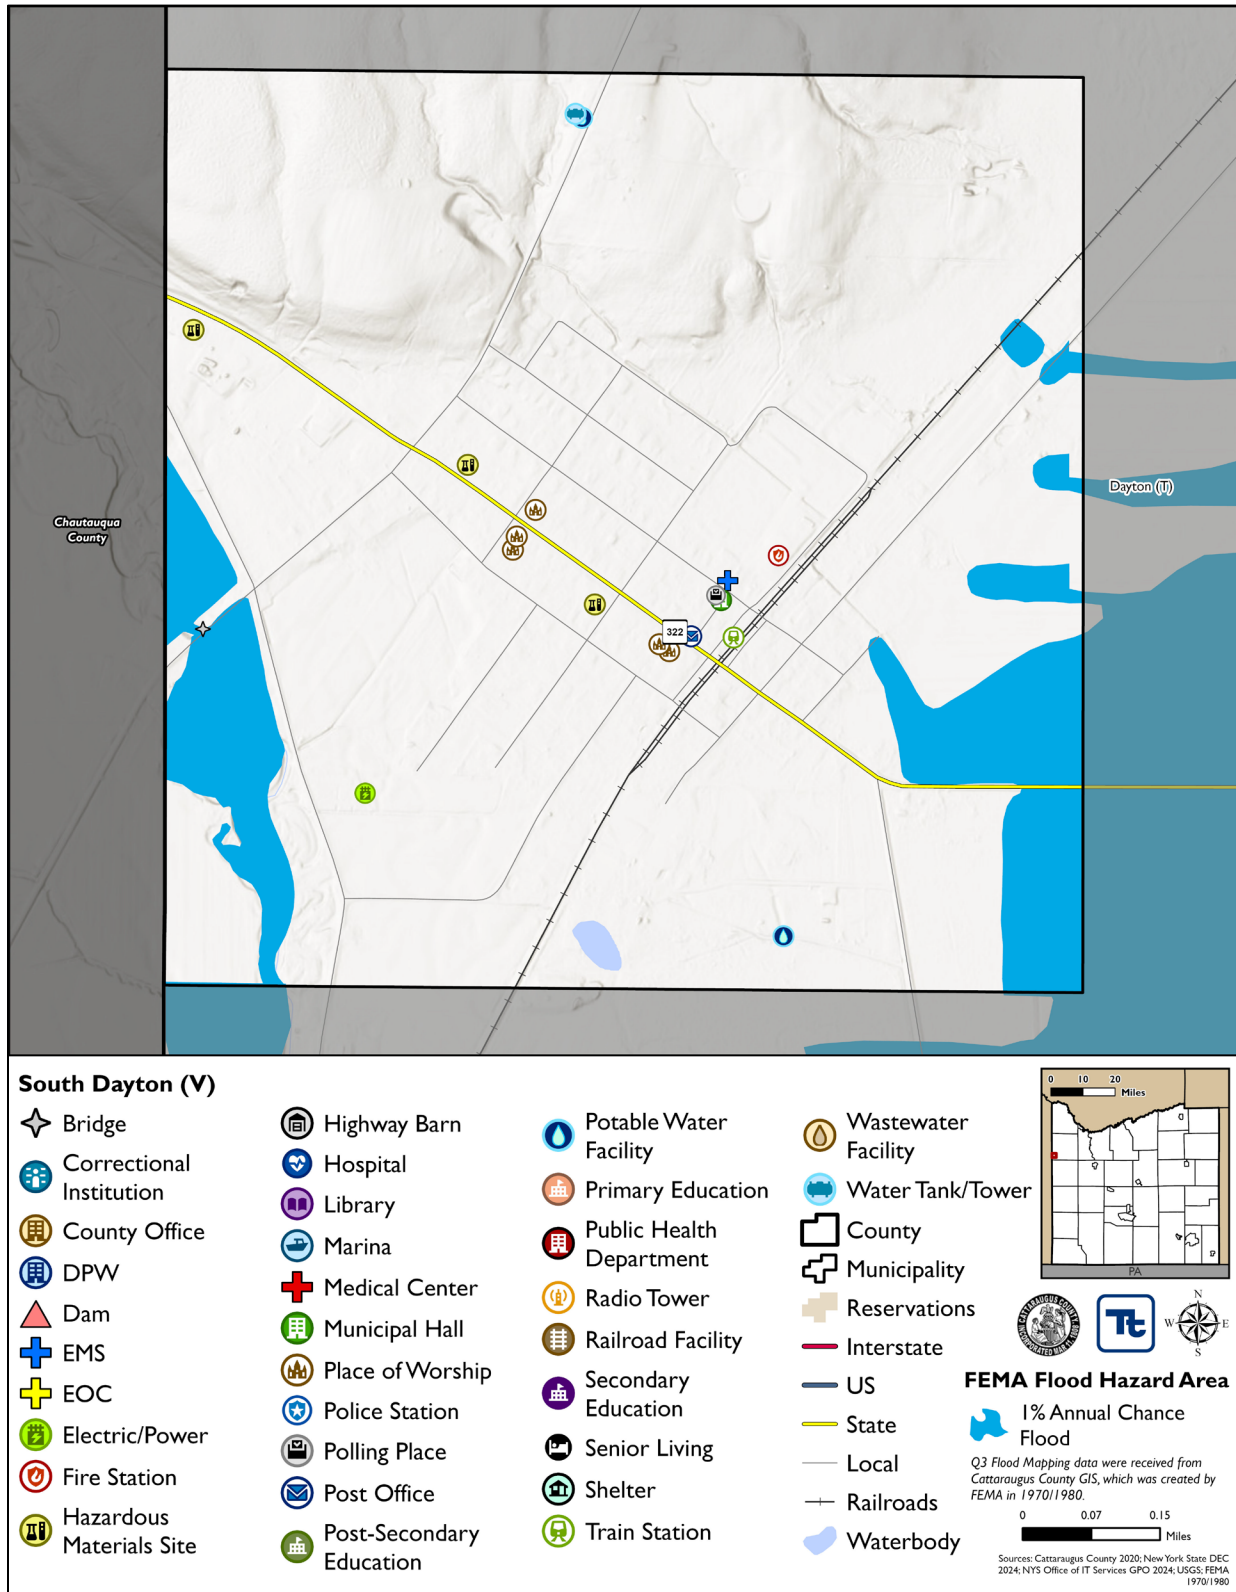 Chautauqua
County
Dayton (T)
322
South Dayton (V)
Bridge
Correctional
Institution
County Office
DPW
Dam
EMS
EOC
Electric/Power
Fire Station
Hazardous
Materials Site
Highway Barn
Hospital
Library
Marina
Medical Center
Municipal Hall
Place of Worship
Police Station
Polling Place
Post Office
Post-Secondary
Education
Potable Water
Facility
Primary Education
Public Health
Department
Radio Tower
Railroad Facility
Secondary
Education
Senior Living
Shelter
Train Station
Wastewater
Facility
Water Tank/Tower
County
Municipality
Reservations
Interstate
US
State
Local
Railroads
Waterbody
0 10 20
Miles
PA
CATTARAUGUS COUNTY
INCORPORATED MAR. 11, 1808
Tt
N
W E
S
FEMA Flood Hazard Area
1% Annual Chance
Flood
Q3 Flood Mapping data were received from
Cattaraugus County GIS, which was created by
FEMA in 1970/1980.
0 0.07 0.15
Miles
Sources: Cattaraugus County 2020; New York State DEC
2024; NYS Office of IT Services GPO 2024; USGS; FEMA
1970/1980